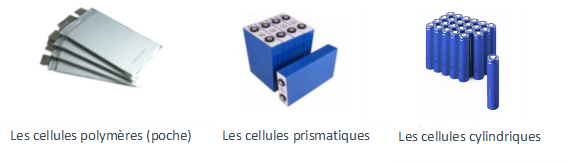 Les cellules polymères (poche)
Les cellules prismatiques
Les cellules cylindriques